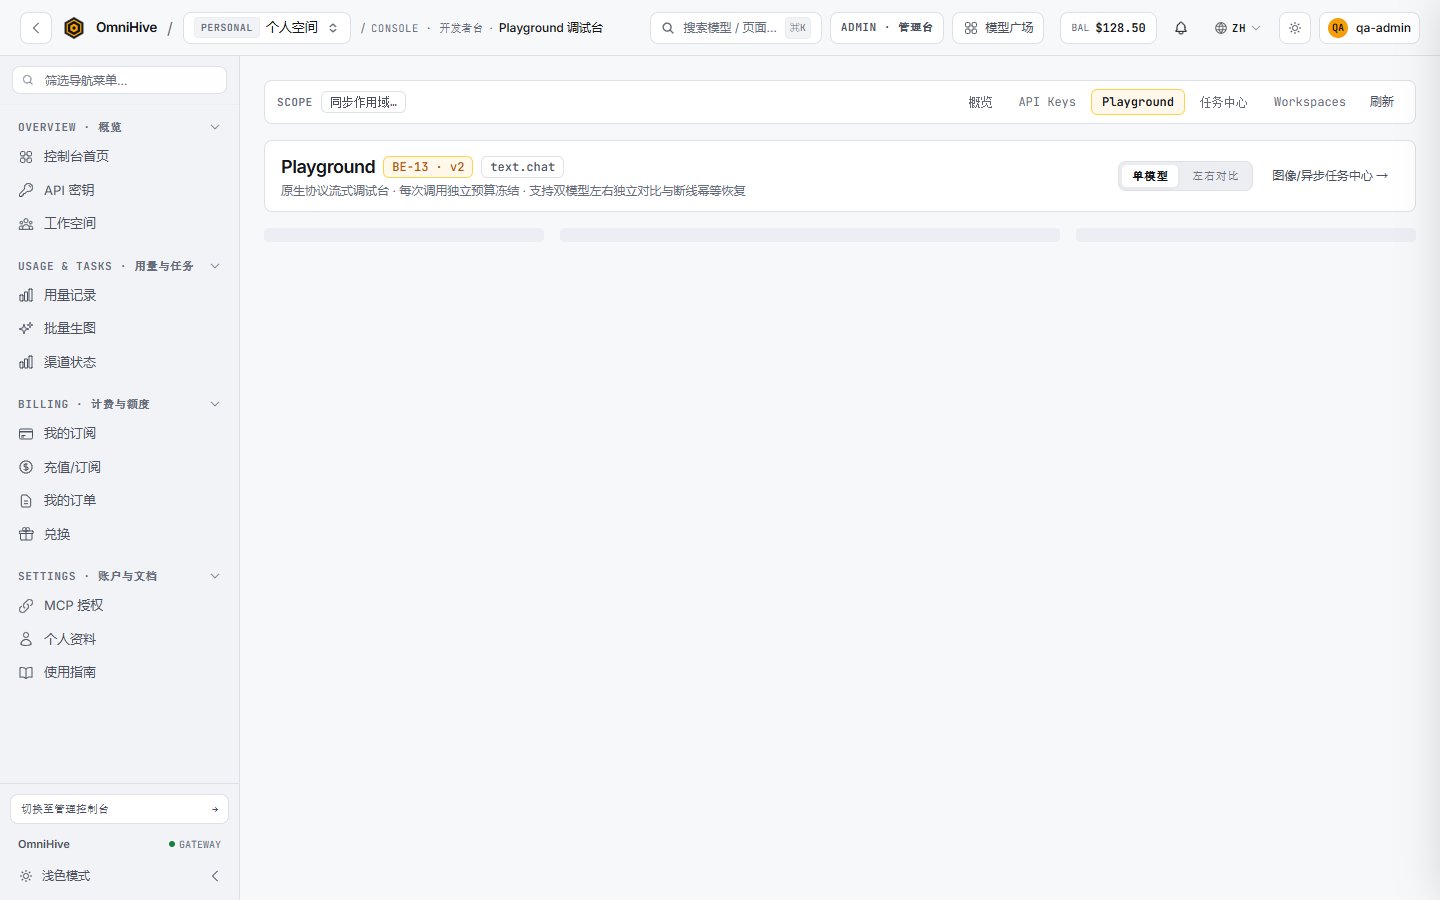 OmniHive / PERSONAL 个人空间 / CONSOLE · 开发者台 · Playground 调试台 搜索模型 / 页面... ⌘K ADMIN · 管理台 模型广场 BAL $128.50 ZH QA qa-admin
筛选导航菜单...
OVERVIEW · 概览
控制台首页
API 密钥
工作空间
USAGE & TASKS · 用量与任务
用量记录
批量生图
渠道状态
BILLING · 计费与额度
我的订阅
充值/订阅
我的订单
兑换
SETTINGS · 账户与文档
MCP 授权
个人资料
使用指南
切换至管理控制台 →
OmniHive GATEWAY
浅色模式
SCOPE 同步作用域… 概览 API Keys Playground 任务中心 Workspaces 刷新
Playground BE-13 · v2 text.chat
原生协议流式调试台 · 每次调用独立预算冻结 · 支持双模型左右独立对比与断线幂等恢复
单模型 左右对比 图像/异步任务中心 →